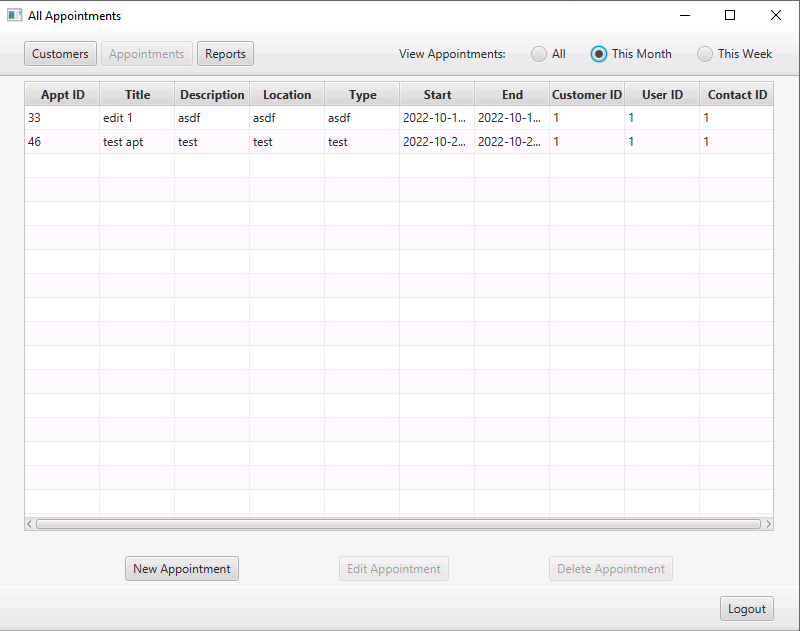 All Appointments
Customers Appointments Reports View Appointments: All This Month This Week
Appt ID Title Description Location Type Start End Customer ID User ID Contact ID
33 edit 1 asdf asdf asdf 2022-10-1... 2022-10-1... 1 1 1
46 test apt test test test 2022-10-2... 2022-10-2... 1 1 1
New Appointment Edit Appointment Delete Appointment
Logout